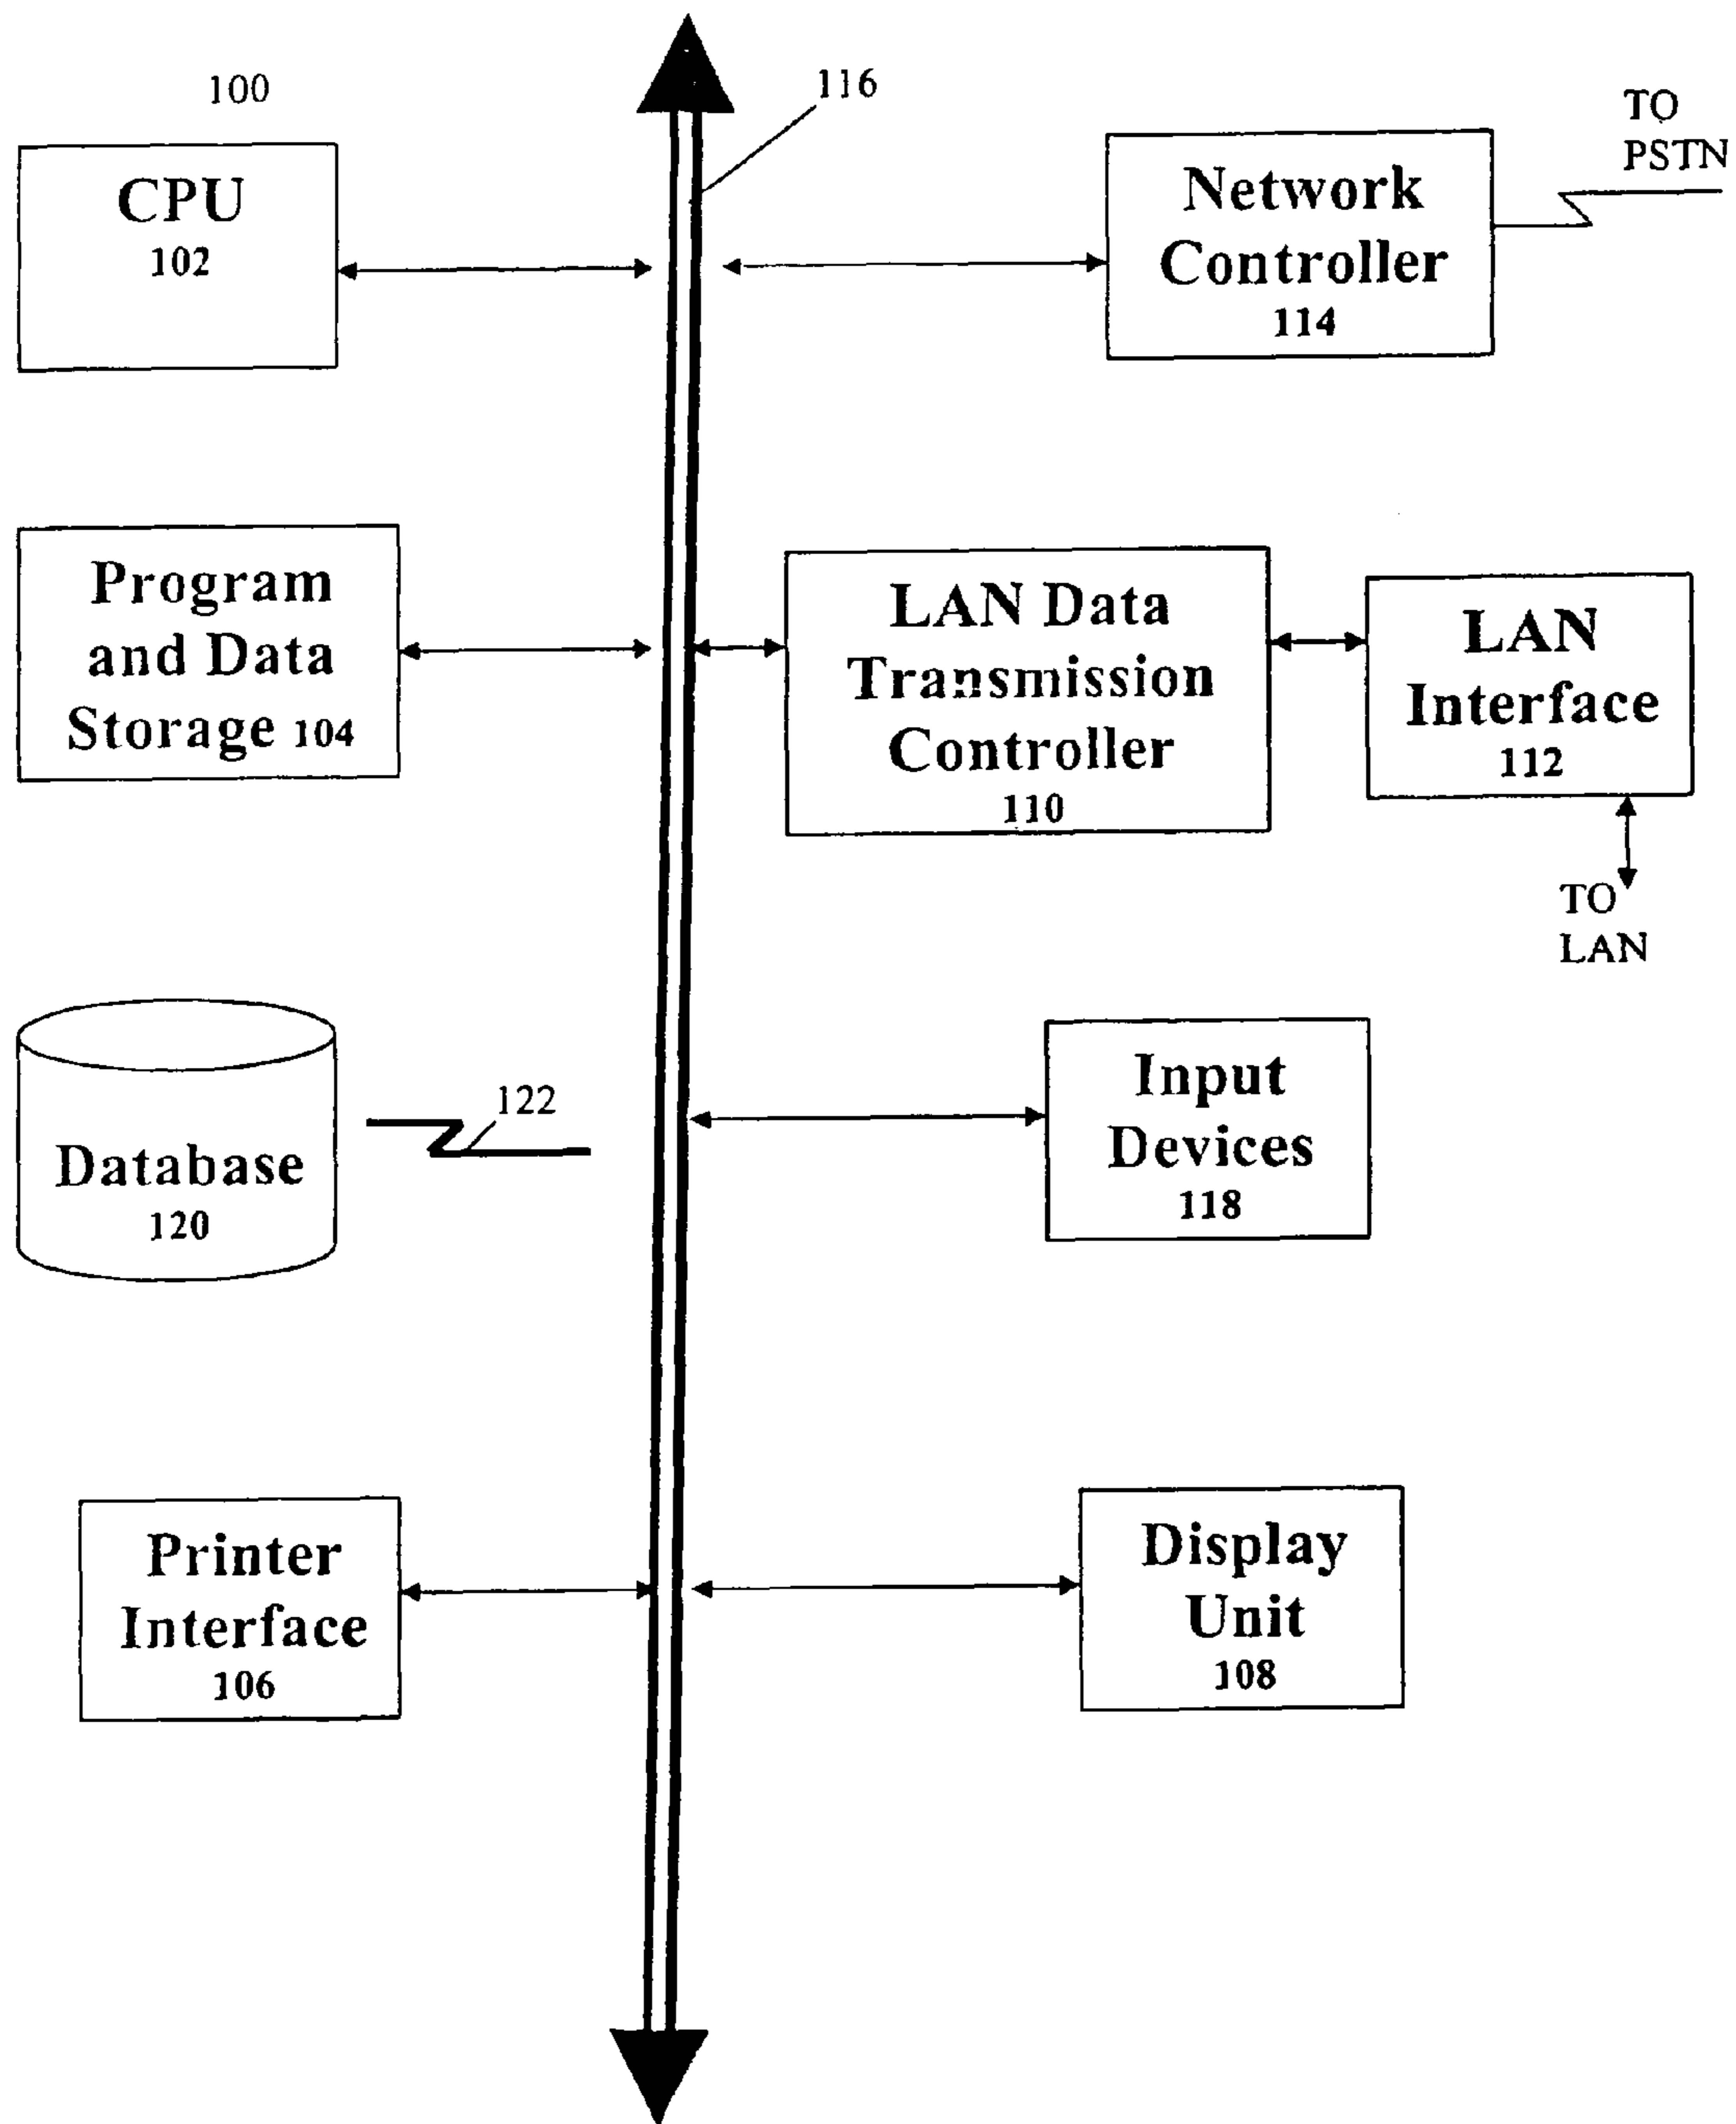 100
116
TO
PSTN
CPU
102
Network
Controller
114
Program
and Data
Storage 104
LAN Data
Transmission
Controller
110
LAN
Interface
112
TO
LAN
Database
120
122
Input
Devices
118
Printer
Interface
106
Display
Unit
108